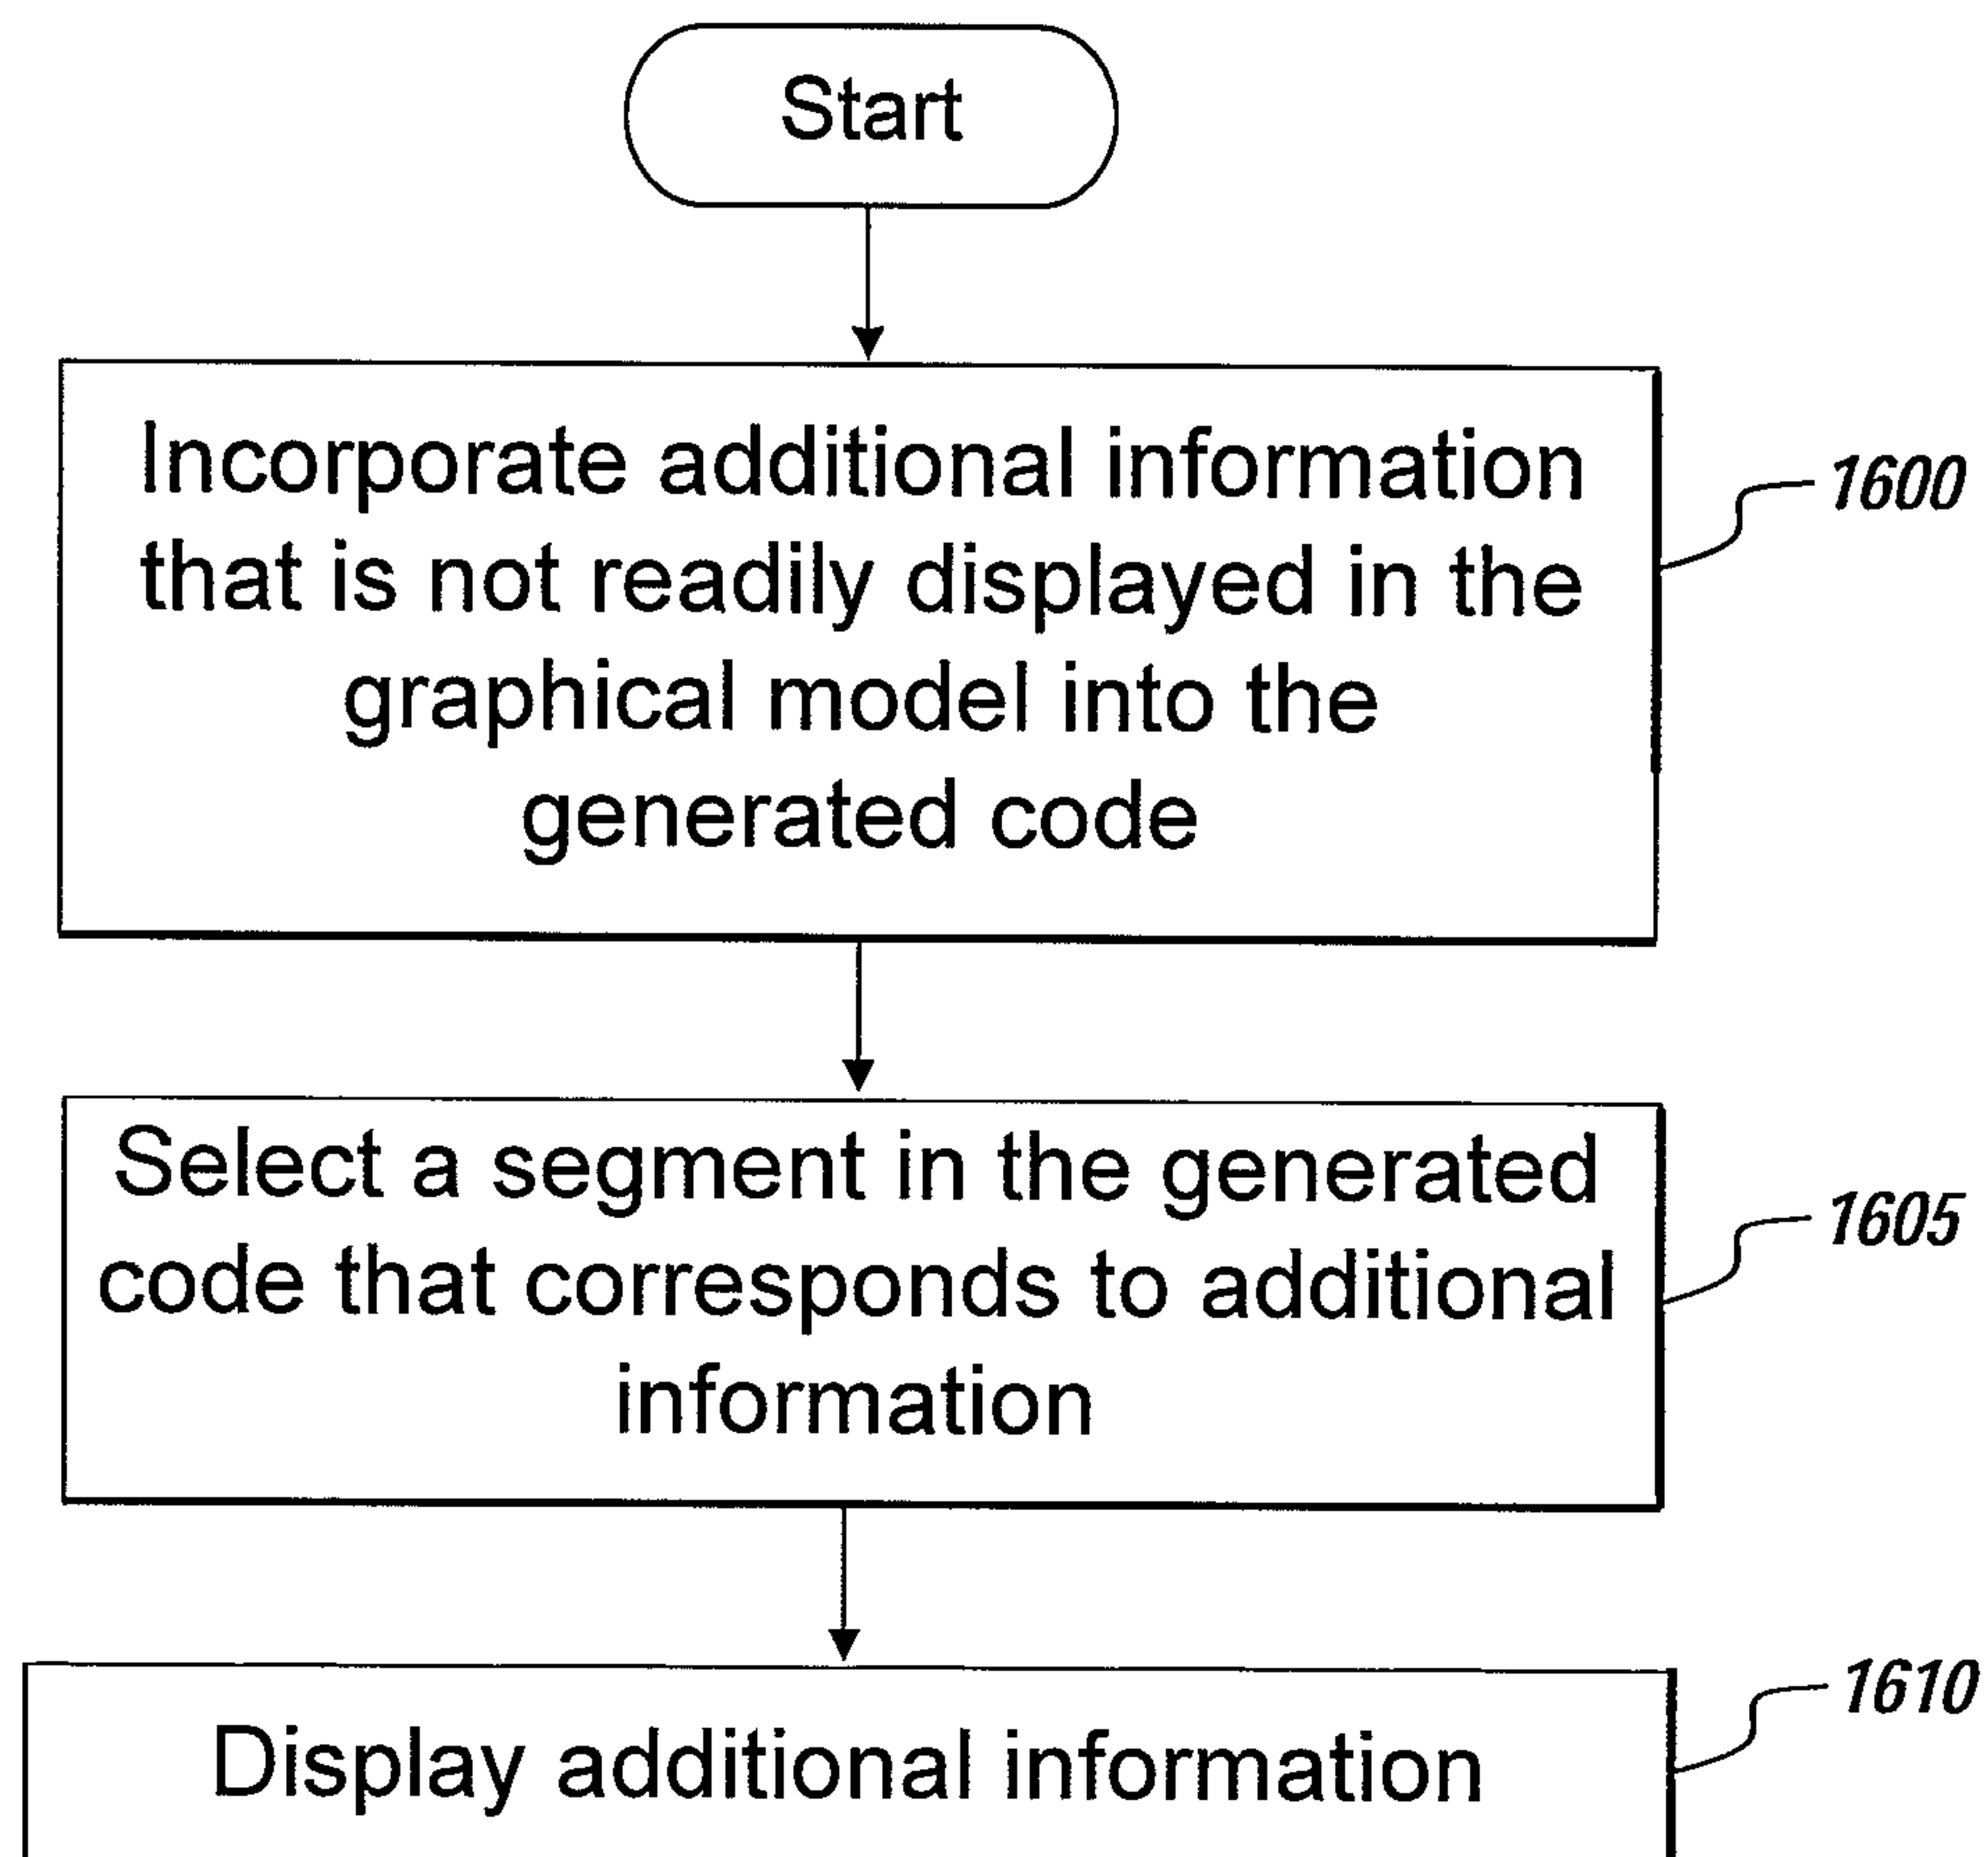 Start
Incorporate additional information
that is not readily displayed in the
graphical model into the
generated code
1600
Select a segment in the generated
code that corresponds to additional
information
1605
Display additional information
1610